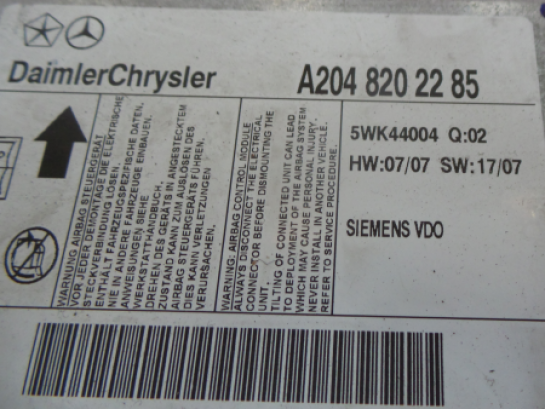 DaimlerChrysler
A204 820 22 85
5WK44004 Q:02
HW:07/07 SW:17/07
SIEMENS VDO
WARNUNG AIRBAG STEUERGERÄT
VOR JEDER DEMONTAGE DIE ELEKTRISCHE
STECKVERBINDUNG LÖSEN.
ENTHÄLT FAHRZEUGSPEZIFISCHE DATEN.
NIE IN ANDERE FAHRZEUGE EINBAUEN.
ANWEISUNGEN SIEHE
WERKSTATTHANDBUCH.
DREHEN DES GERÄTS IN ANGESTECKTEM
ZUSTAND KANN ZUM AUSLÖSEN DES
AIRBAG STEUERGERÄTS FÜHREN.
DIES KANN VERLETZUNGEN
VERURSACHEN.
WARNING: AIRBAG CONTROL MODULE
ALWAYS DISCONNECT THE ELECTRICAL
CONNECTOR BEFORE DISMOUNTING THE
UNIT.
TILTING OF CONNECTED UNIT CAN LEAD
TO DEPLOYMENT OF THE AIRBAG SYSTEM
WHICH MAY CAUSE PERSONAL INJURY.
NEVER INSTALL IN ANOTHER VEHICLE.
REFER TO SERVICE PROCEDURE.